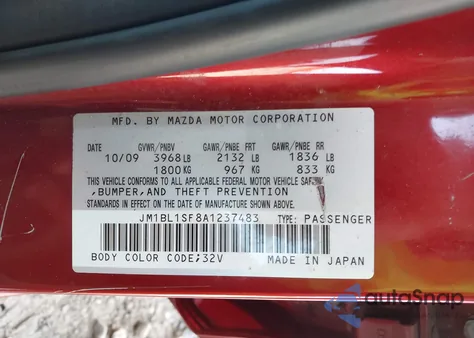 MFD. BY MAZDA MOTOR CORPORATION
DATE GVWR/PNBV GAWR/PNBE FRT GAWR/PNBE RR
10/09 3968 LB 2132 LB 1836 LB
1800 KG 967 KG 833 KG
THIS VEHICLE CONFORMS TO ALL APPLICABLE FEDERAL MOTOR VEHICLE SAFETY
,BUMPER,AND THEFT PREVENTION
STANDARDS IN EFFECT ON THE DATE OF MANUFACTURE SHOWN ABOVE.
JM1BL1SF8A1237483 TYPE: PASSENGER
BODY COLOR CODE;32V MADE IN JAPAN
autoSnap